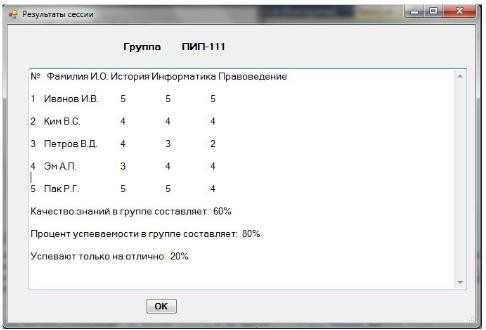 Результаты сессии
Группа ПИП-111
№ Фамилия И.О. История Информатика Правоведение
1 Иванов И.В. 5 5 5
2 Ким В.С. 4 4 4
3 Петров В.Д. 4 3 2
4 Эм А.П. 3 4 4
5 Пак Р.Г. 5 5 4
Качество знаний в группе составляет: 60%
Процент успеваемости в группе составляет: 80%
Успевают только на отлично: 20%
ОК